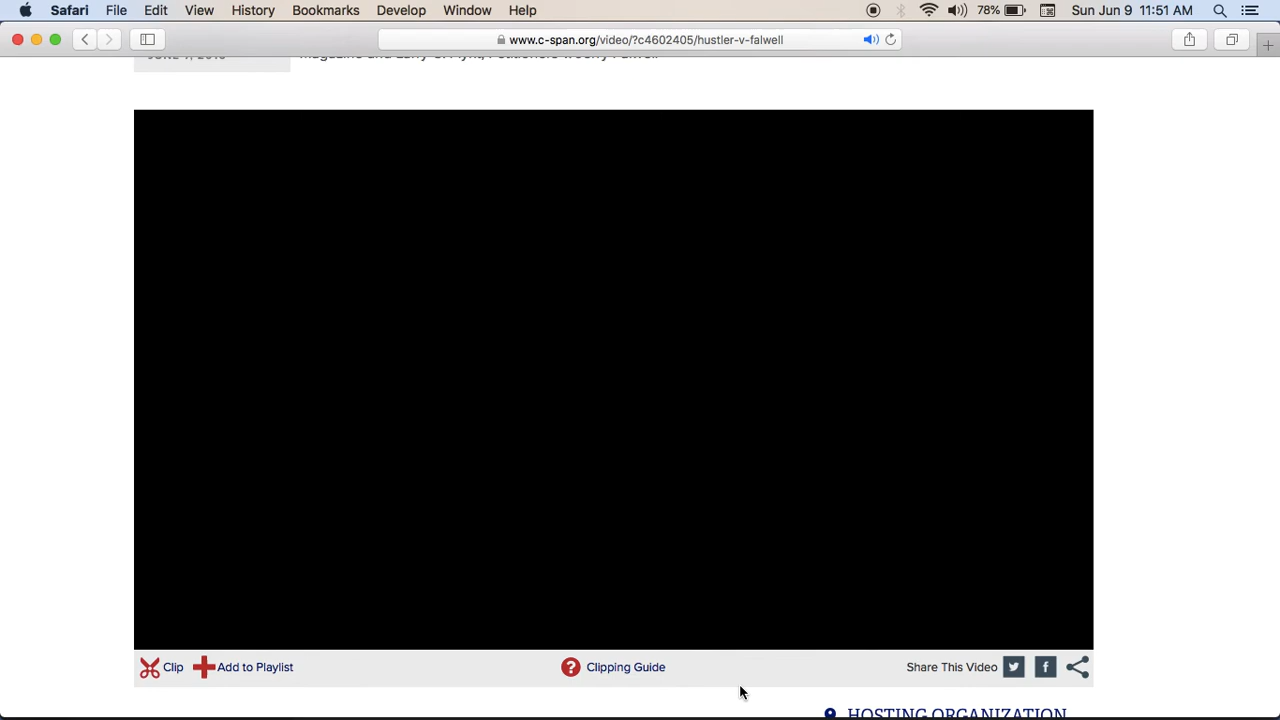 Safari File Edit View History Bookmarks Develop Window Help 78% Sun Jun 9 11:51 AM
www.c-span.org/video/?c4602405/hustler-v-falwell
Clip Add to Playlist ? Clipping Guide Share This Video
HOSTING ORGANIZATION